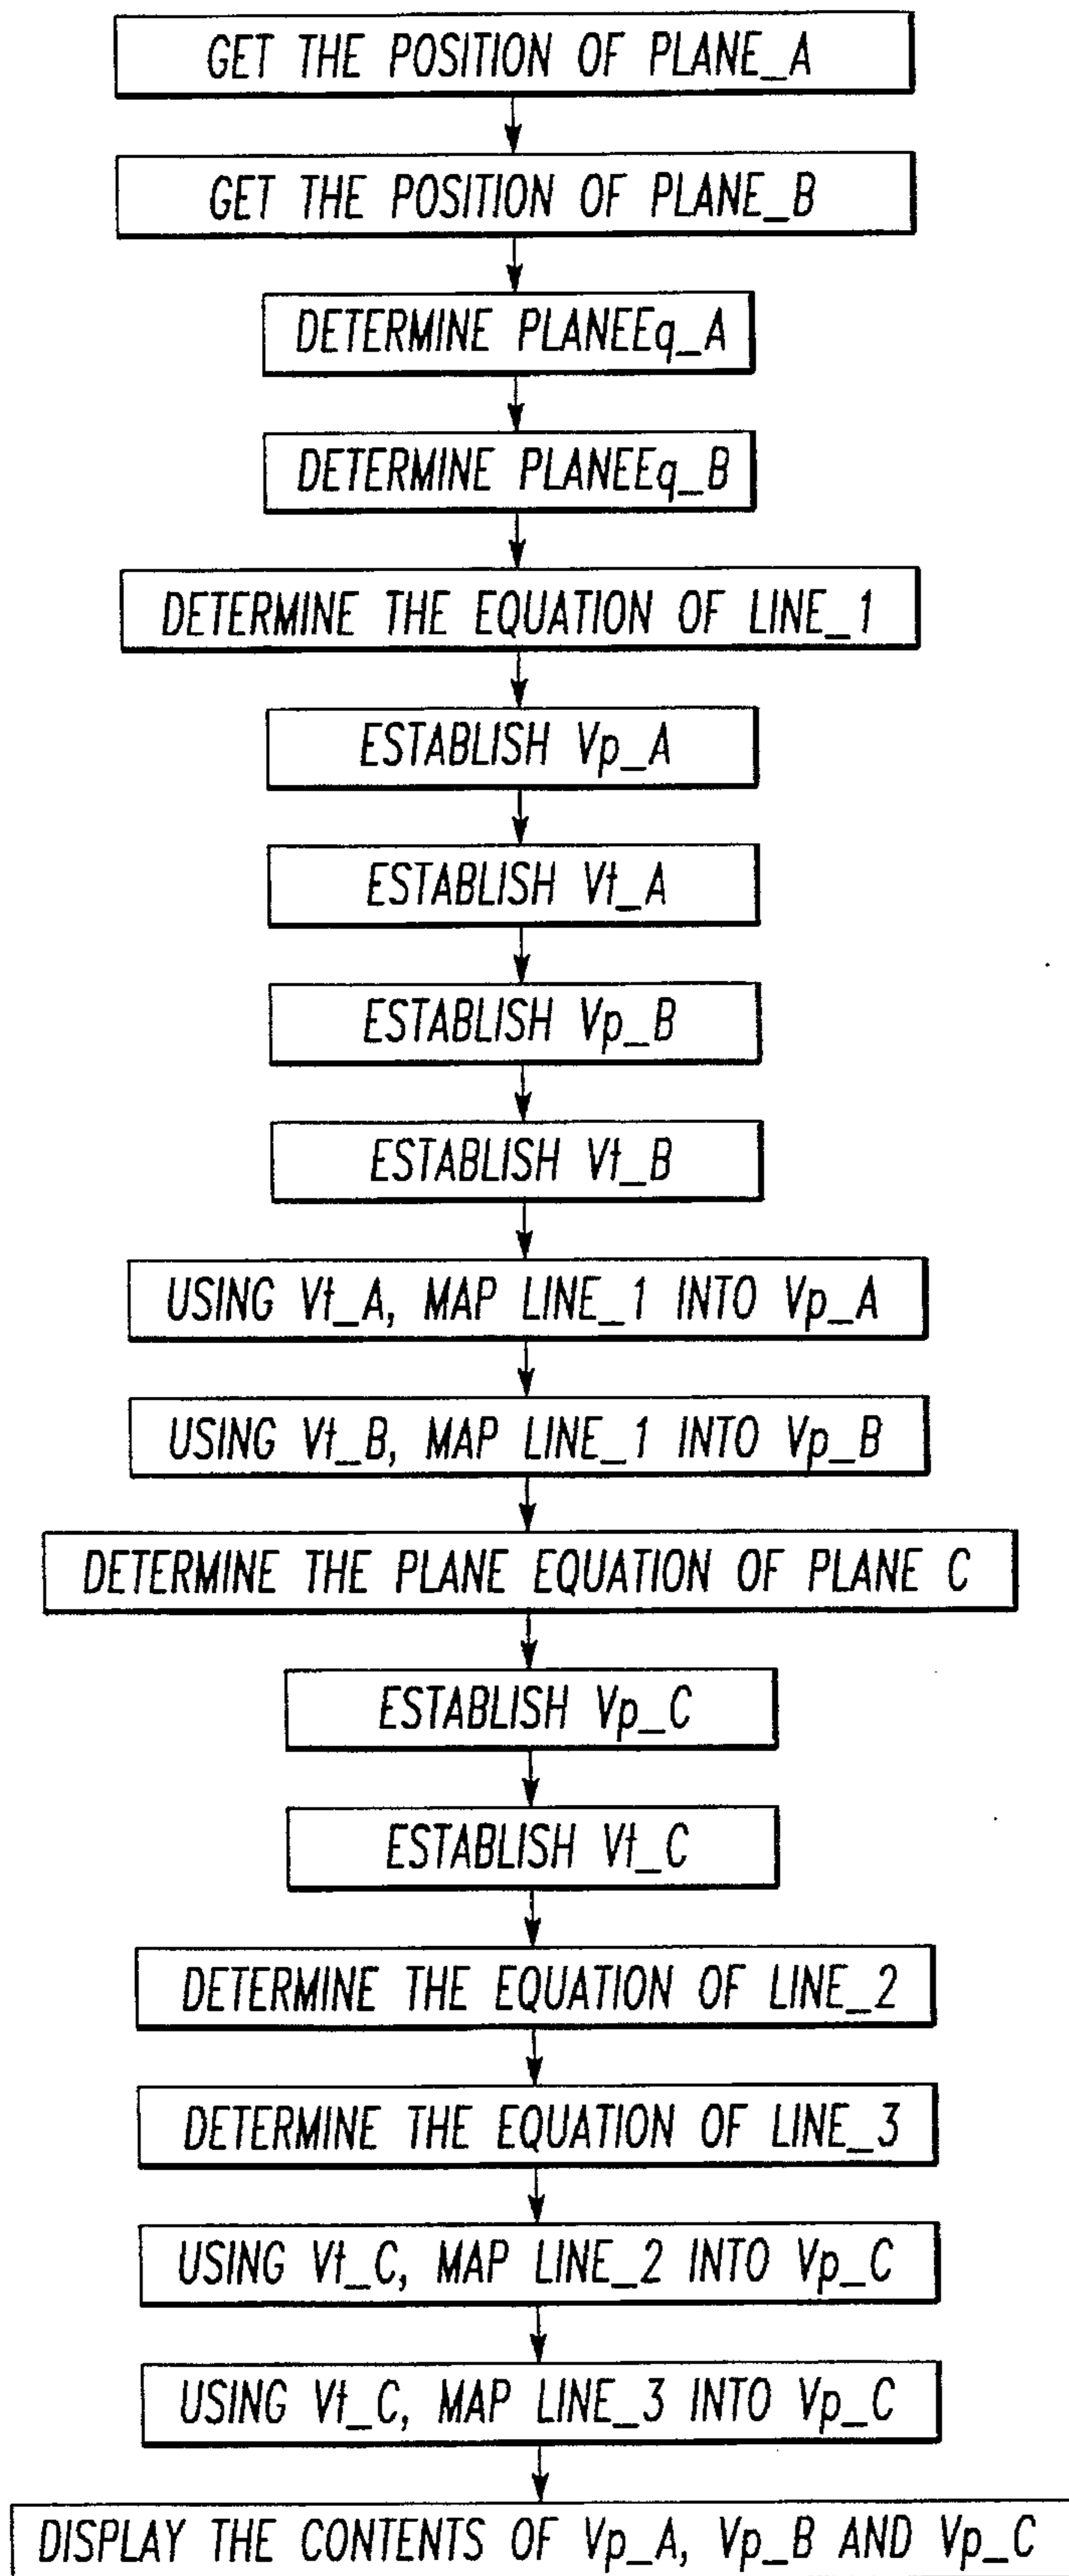 GET THE POSITION OF PLANE_A
GET THE POSITION OF PLANE_B
DETERMINE PLANEEq_A
DETERMINE PLANEEq_B
DETERMINE THE EQUATION OF LINE_1
ESTABLISH Vp_A
ESTABLISH Vt_A
ESTABLISH Vp_B
ESTABLISH Vt_B
USING Vt_A, MAP LINE_1 INTO Vp_A
USING Vt_B, MAP LINE_1 INTO Vp_B
DETERMINE THE PLANE EQUATION OF PLANE C
ESTABLISH Vp_C
ESTABLISH Vt_C
DETERMINE THE EQUATION OF LINE_2
DETERMINE THE EQUATION OF LINE_3
USING Vt_C, MAP LINE_2 INTO Vp_C
USING Vt_C, MAP LINE_3 INTO Vp_C
DISPLAY THE CONTENTS OF Vp_A, Vp_B AND Vp_C